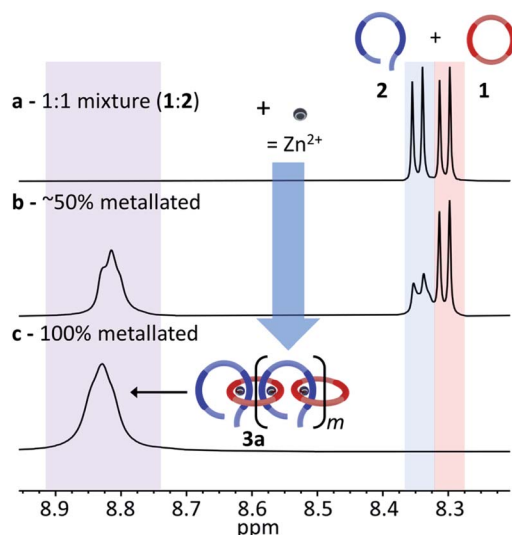 +
2 1
a - 1:1 mixture (1:2)
+
= Zn²⁺
b - ~50% metallated
c - 100% metallated
m
3a
8.9 8.8 8.7 8.6 8.5 8.4 8.3
ppm